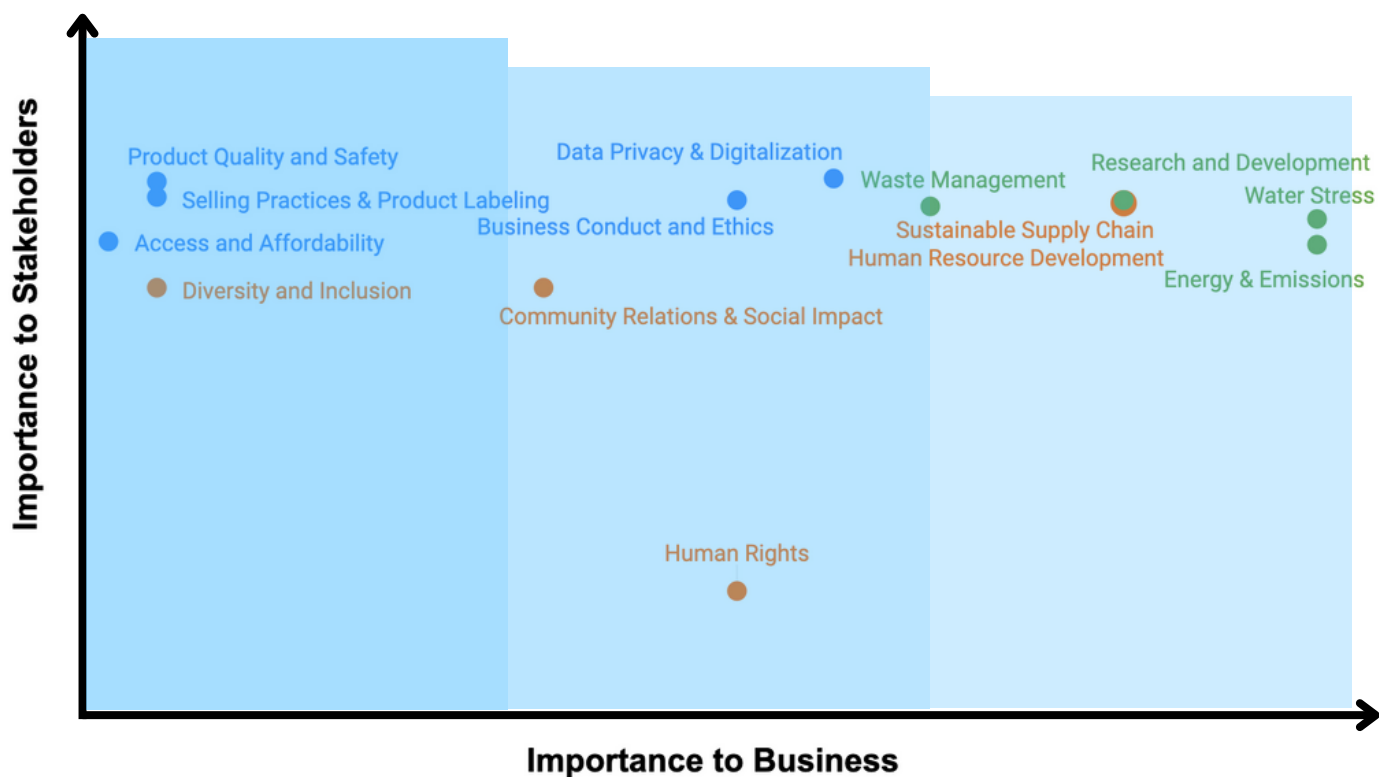 Importance to Stakeholders
Data Privacy & Digitalization
Product Quality and Safety
Research and Development
Waste Management
Water Stress
Selling Practices & Product Labeling
Business Conduct and Ethics
Sustainable Supply Chain
Access and Affordability
Human Resource Development
Energy & Emissions
Diversity and Inclusion
Community Relations & Social Impact
Human Rights
Importance to Business